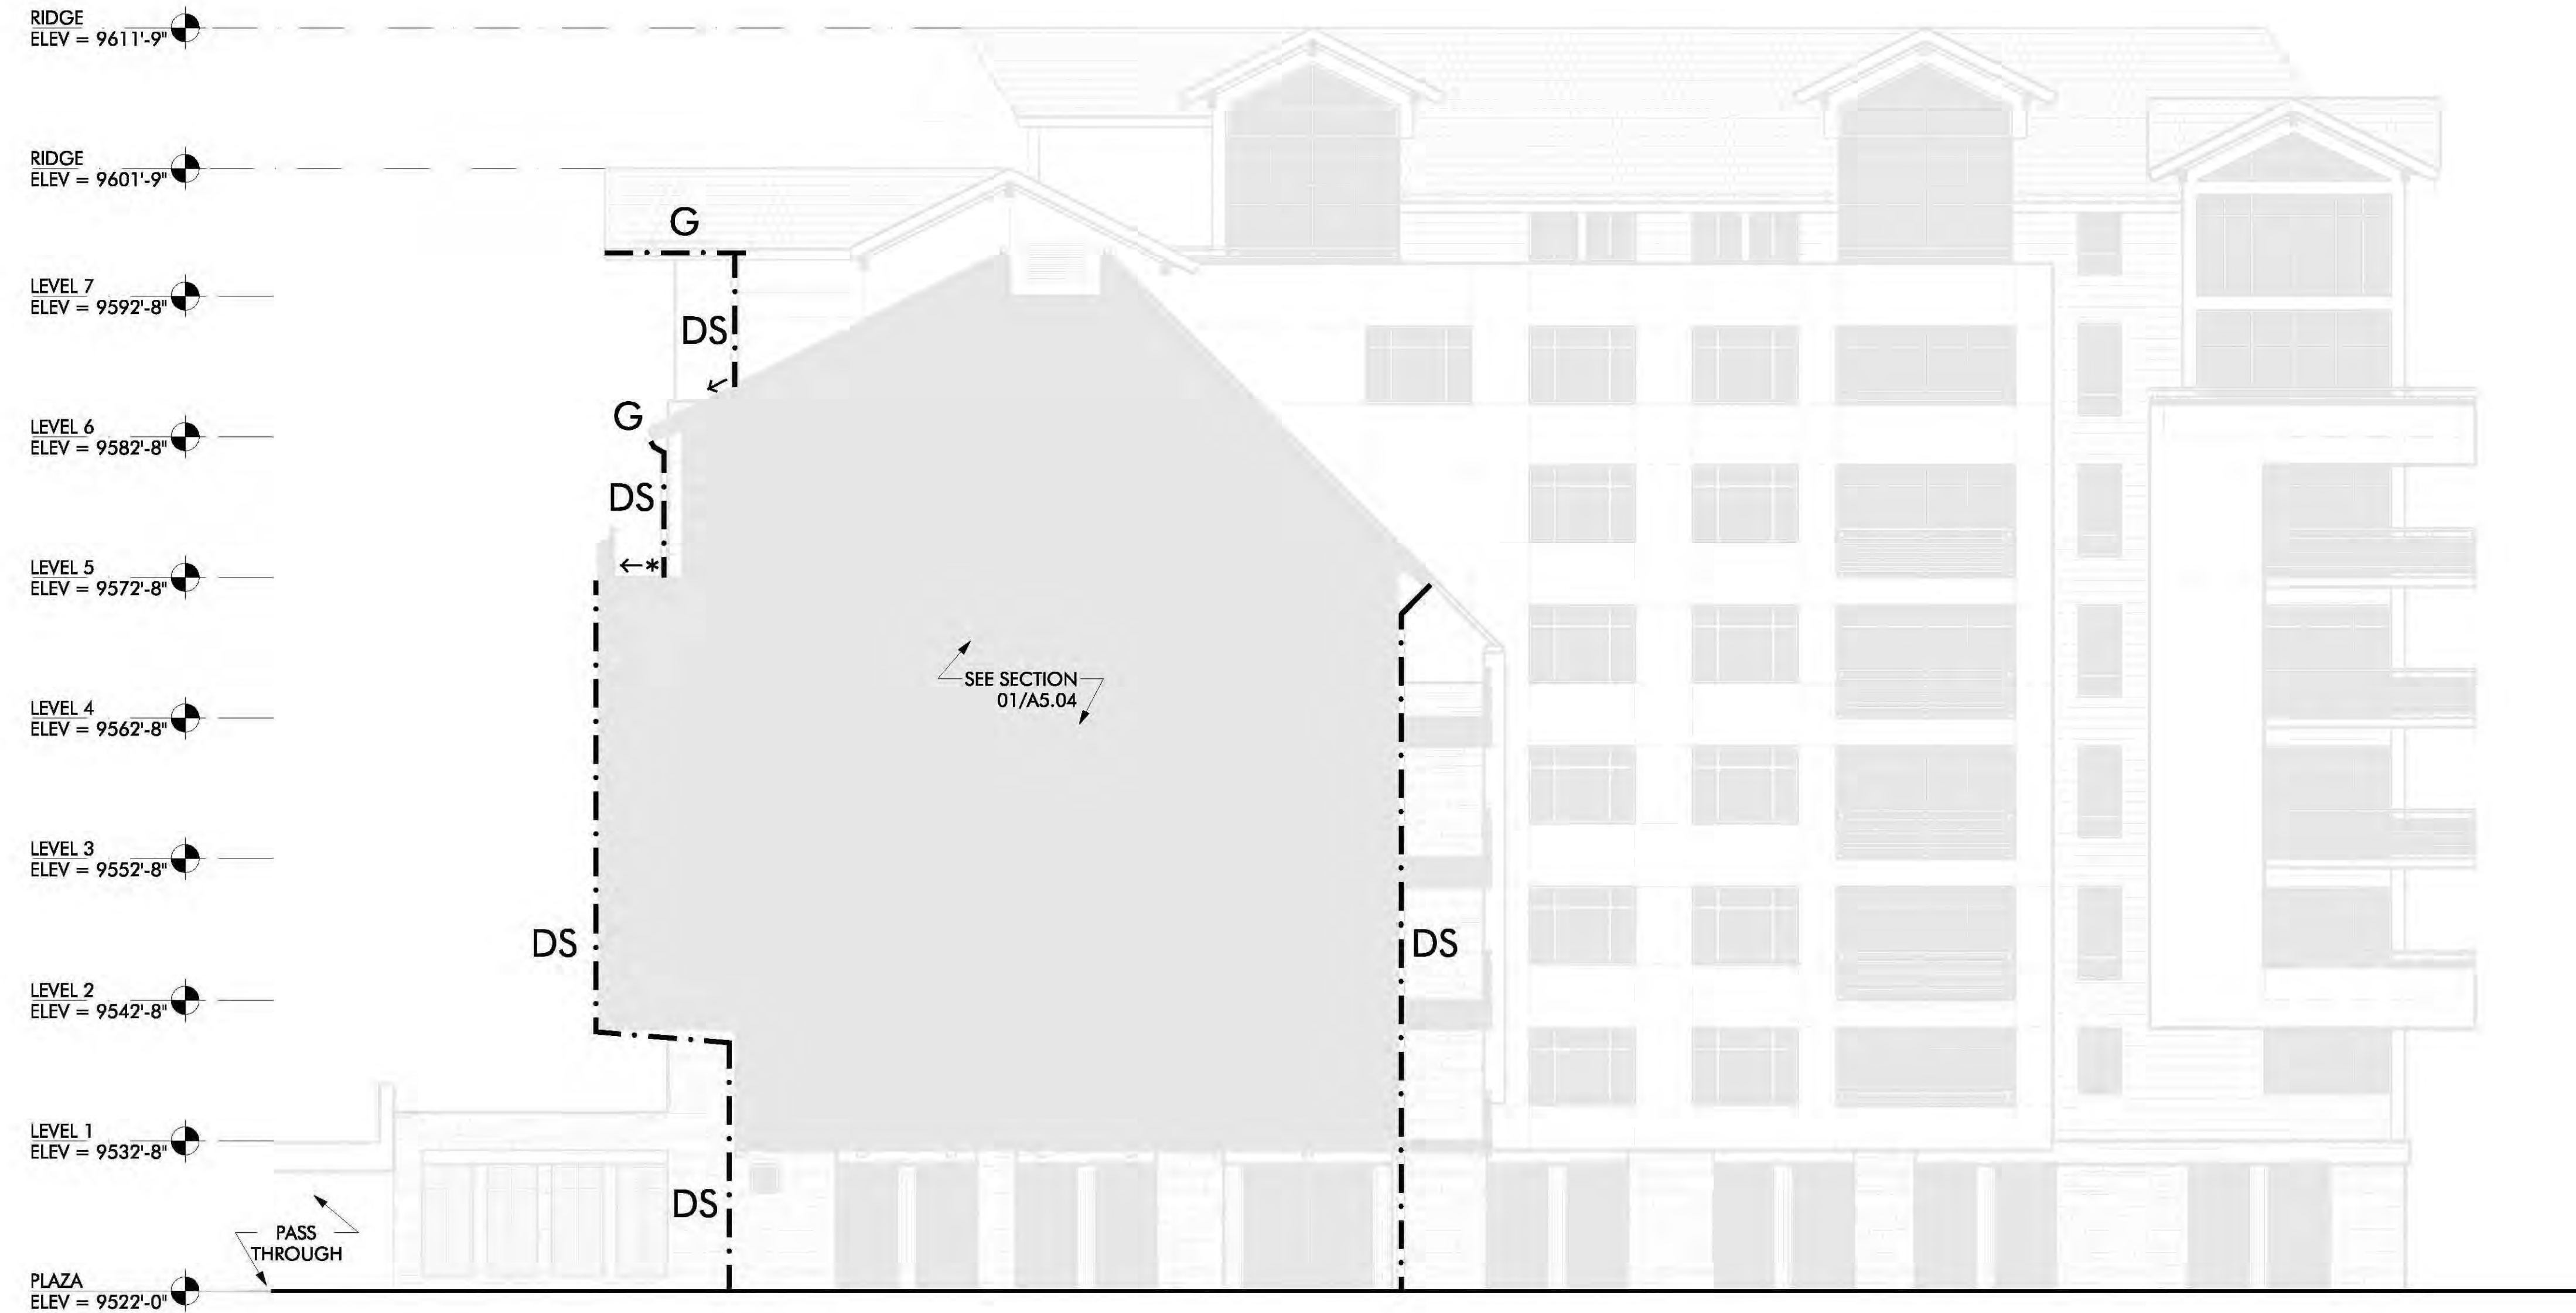 RIDGE
ELEV = 9611'-9"
RIDGE
ELEV = 9601'-9"
G
LEVEL 7
ELEV = 9592'-8"
DS
G
LEVEL 6
ELEV = 9582'-8"
DS
LEVEL 5
ELEV = 9572'-8"
←*
SEE SECTION
01/A5.04
LEVEL 4
ELEV = 9562'-8"
LEVEL 3
ELEV = 9552'-8"
DS
DS
LEVEL 2
ELEV = 9542'-8"
LEVEL 1
ELEV = 9532'-8"
DS
PASS
THROUGH
PLAZA
ELEV = 9522'-0"